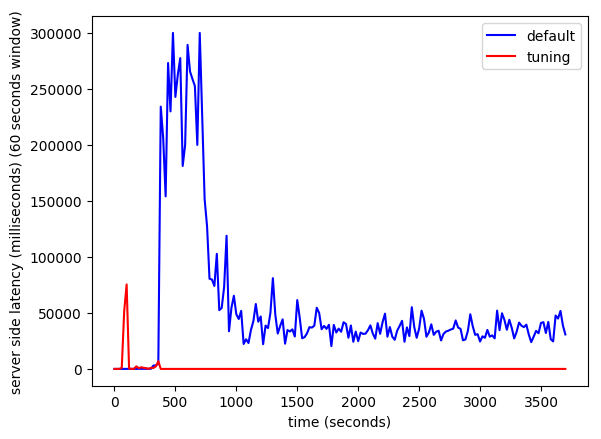 server side latency (milliseconds) (60 seconds window)
300000
250000
200000
150000
100000
50000
0
default
tuning
0 500 1000 1500 2000 2500 3000 3500
time (seconds)